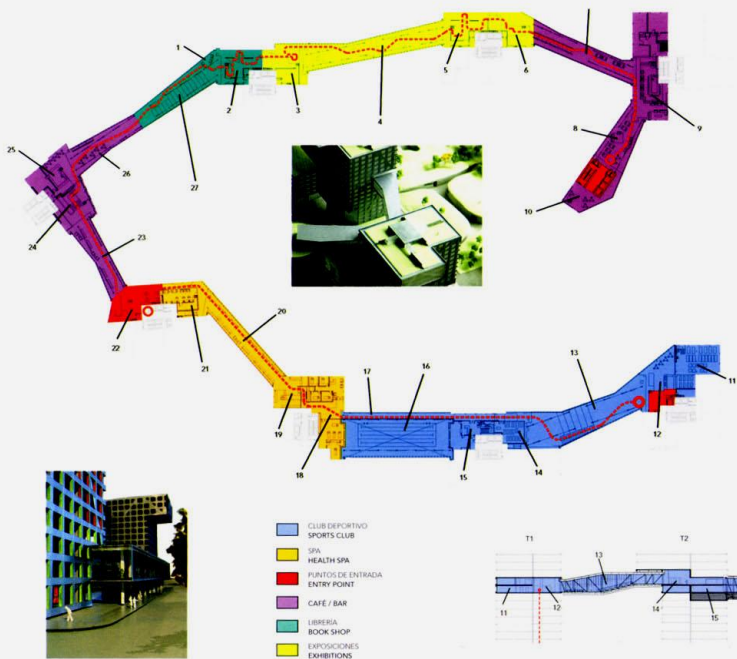 1
2
3
4
5
6
8
9
10
25
26
27
24
23
22
21
20
19
18
17
16
15
14
13
12
11
CLUB DEPORTIVO
SPORTS CLUB
SPA
HEALTH SPA
PUNTOS DE ENTRADA
ENTRY POINT
CAFÉ / BAR
LIBRERÍA
BOOK SHOP
EXPOSICIONES
EXHIBITIONS
T1
T2
13
11
12
14
15